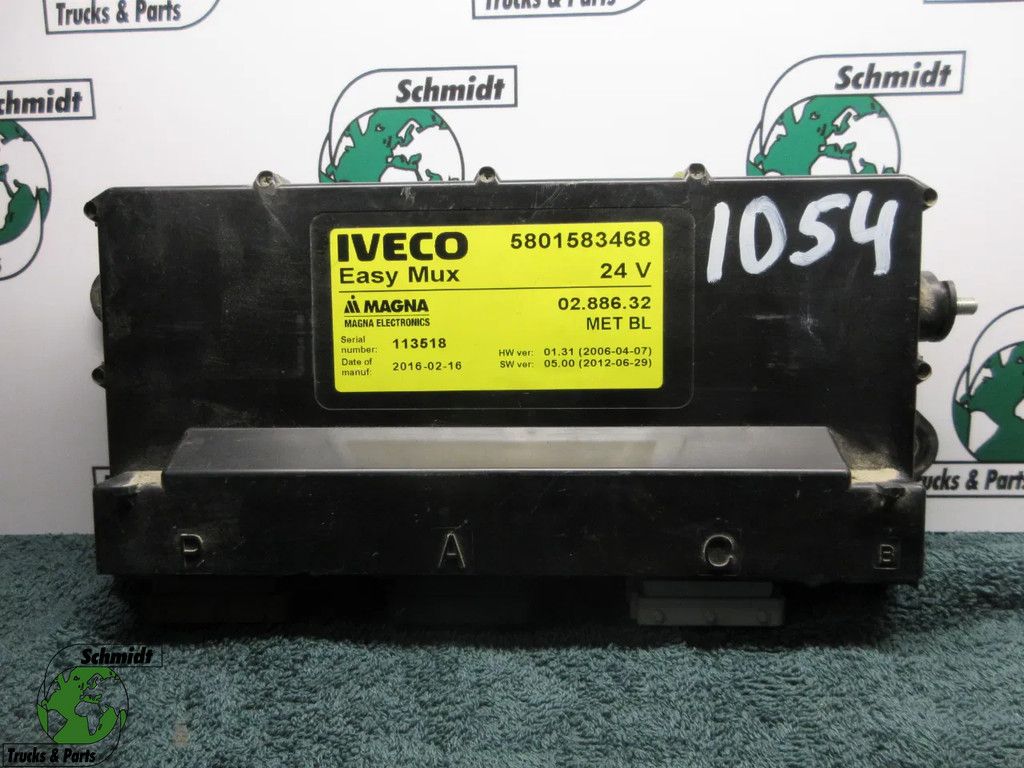 Trucks & Parts
Trucks & Parts
Schmidt
Schmidt
Schmidt
1054
IVECO 5801583468
Easy Mux 24 V
MAGNA 02.886.32
MAGNA ELECTRONICS MET BL
Serial number: 113518 HW ver: 01.31 (2006-04-07)
Date of manuf: 2016-02-16 SW ver: 05.00 (2012-06-29)
Trucks & Parts
P A C B
Schmidt
Trucks & Parts